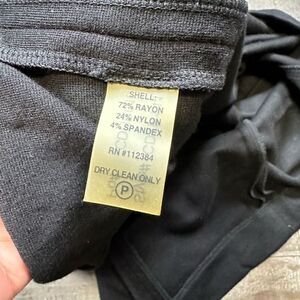 SHELL:
72% RAYON
24% NYLON
4% SPANDEX
RN #112384
DRY CLEAN ONLY
P